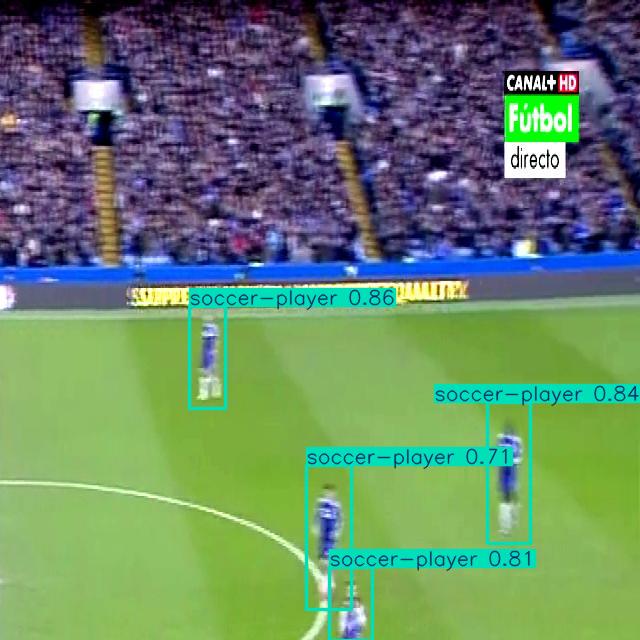 CANAL+ HD
Fútbol
directo
soccer-player 0.86
soccer-player 0.84
soccer-player 0.71
soccer-player 0.81